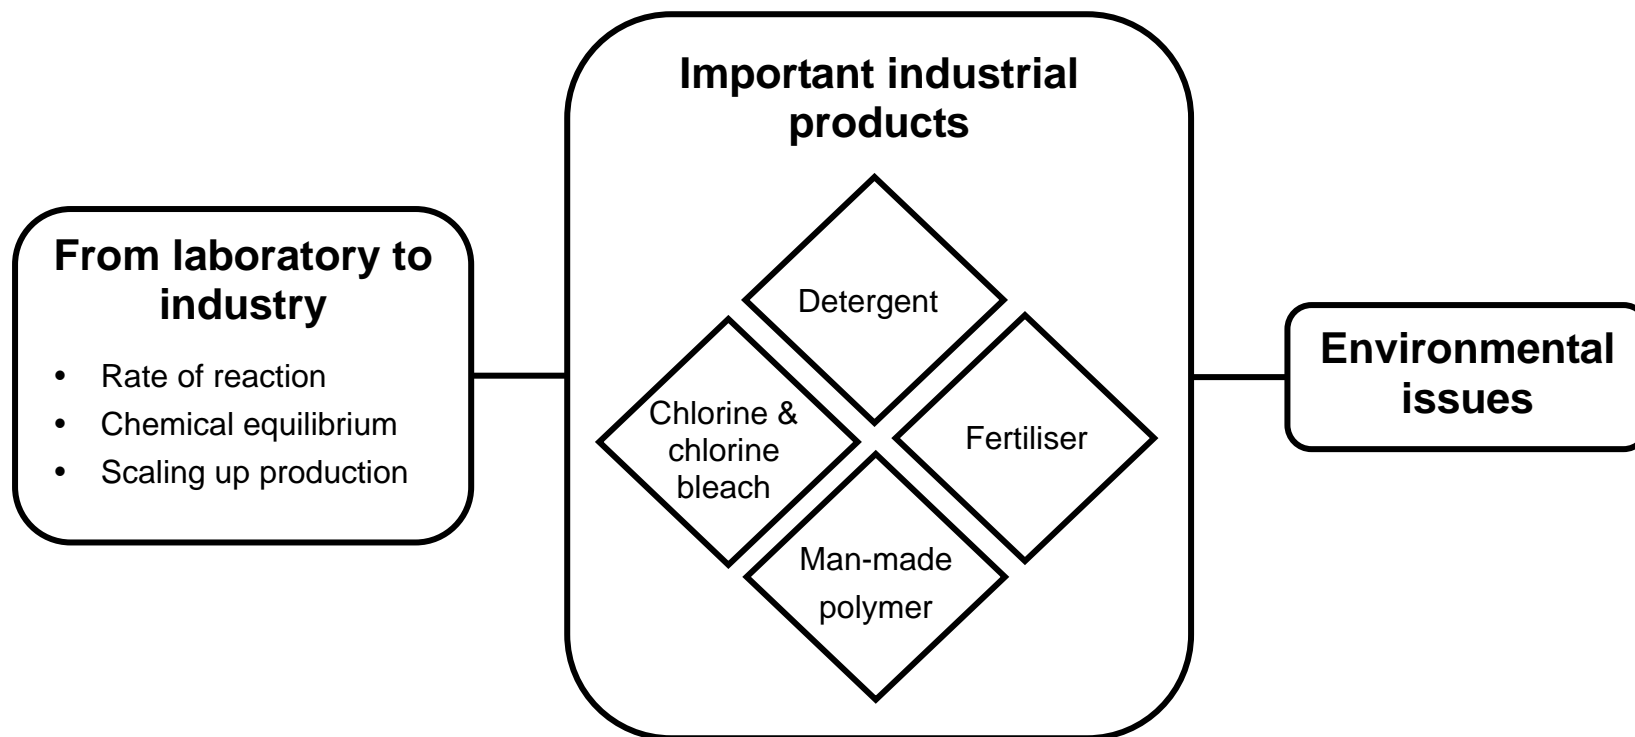 From laboratory to
industry
• Rate of reaction
• Chemical equilibrium
• Scaling up production
Important industrial
products
Detergent
Chlorine &
chlorine
bleach
Fertiliser
Man-made
polymer
Environmental
issues